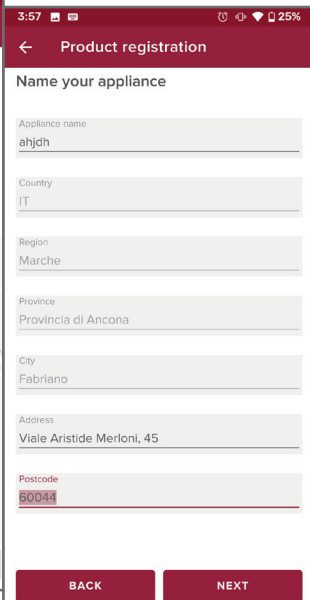 3:57 25%
← Product registration
Name your appliance
Appliance name
ahjdh
Country
IT
Region
Marche
Province
Provincia di Ancona
City
Fabriano
Address
Viale Aristide Merloni, 45
Postcode
60044
BACK NEXT